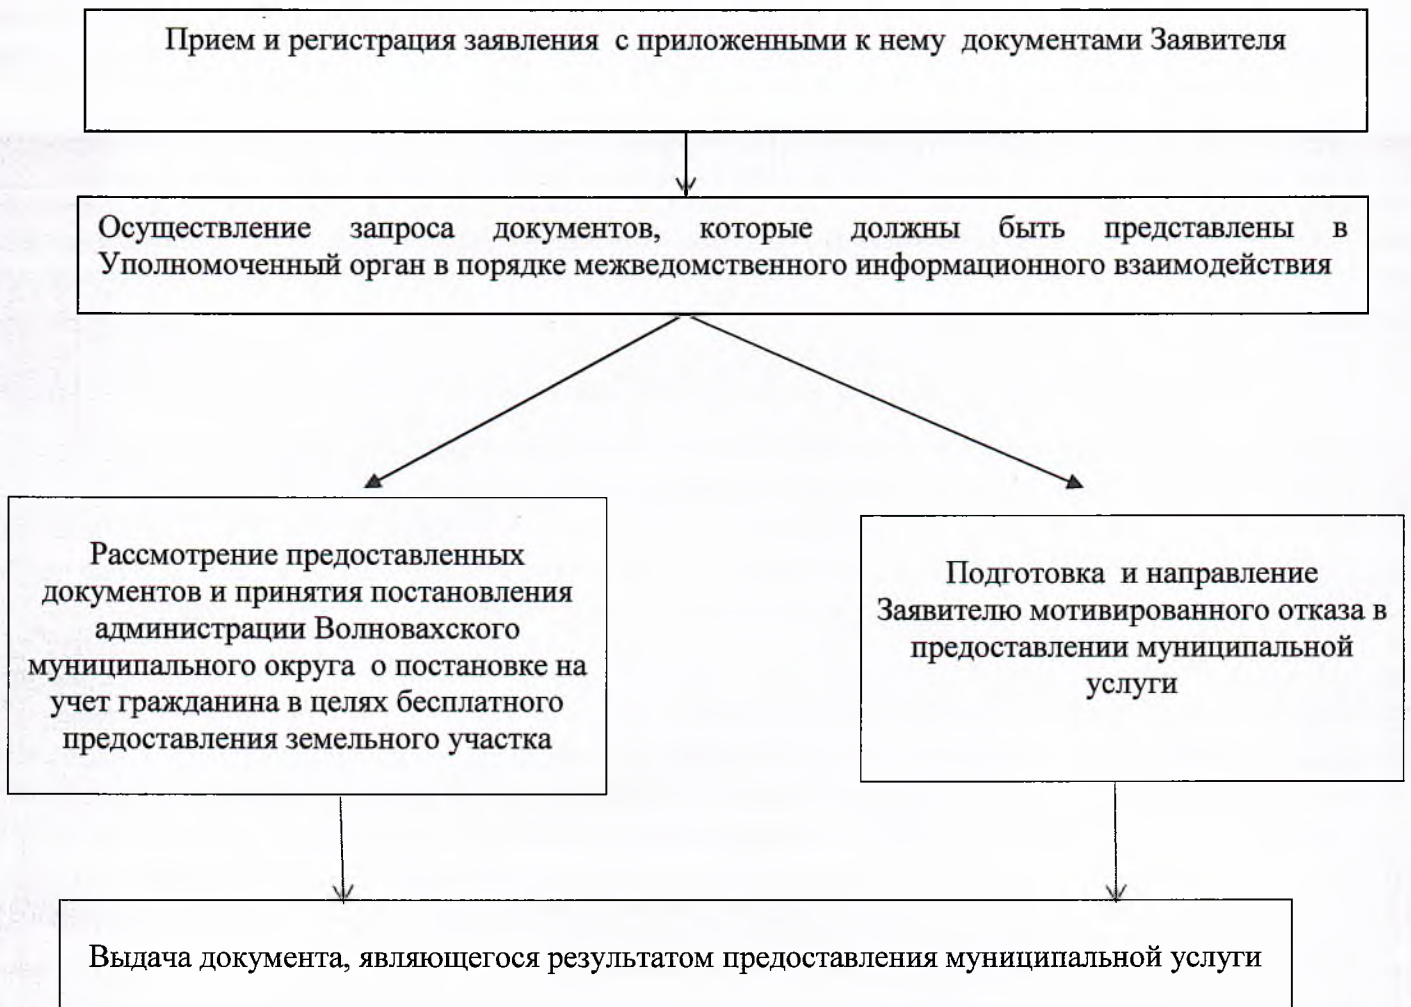 Прием и регистрация заявления с приложенными к нему документами Заявителя
Осуществление запроса документов, которые должны быть представлены в
Уполномоченный орган в порядке межведомственного информационного взаимодействия
Рассмотрение предоставленных
документов и принятия постановления
администрации Волновахского
муниципального округа о постановке на
учет гражданина в целях бесплатного
предоставления земельного участка
Подготовка и направление
Заявителю мотивированного отказа в
предоставлении муниципальной
услуги
Выдача документа, являющегося результатом предоставления муниципальной услуги